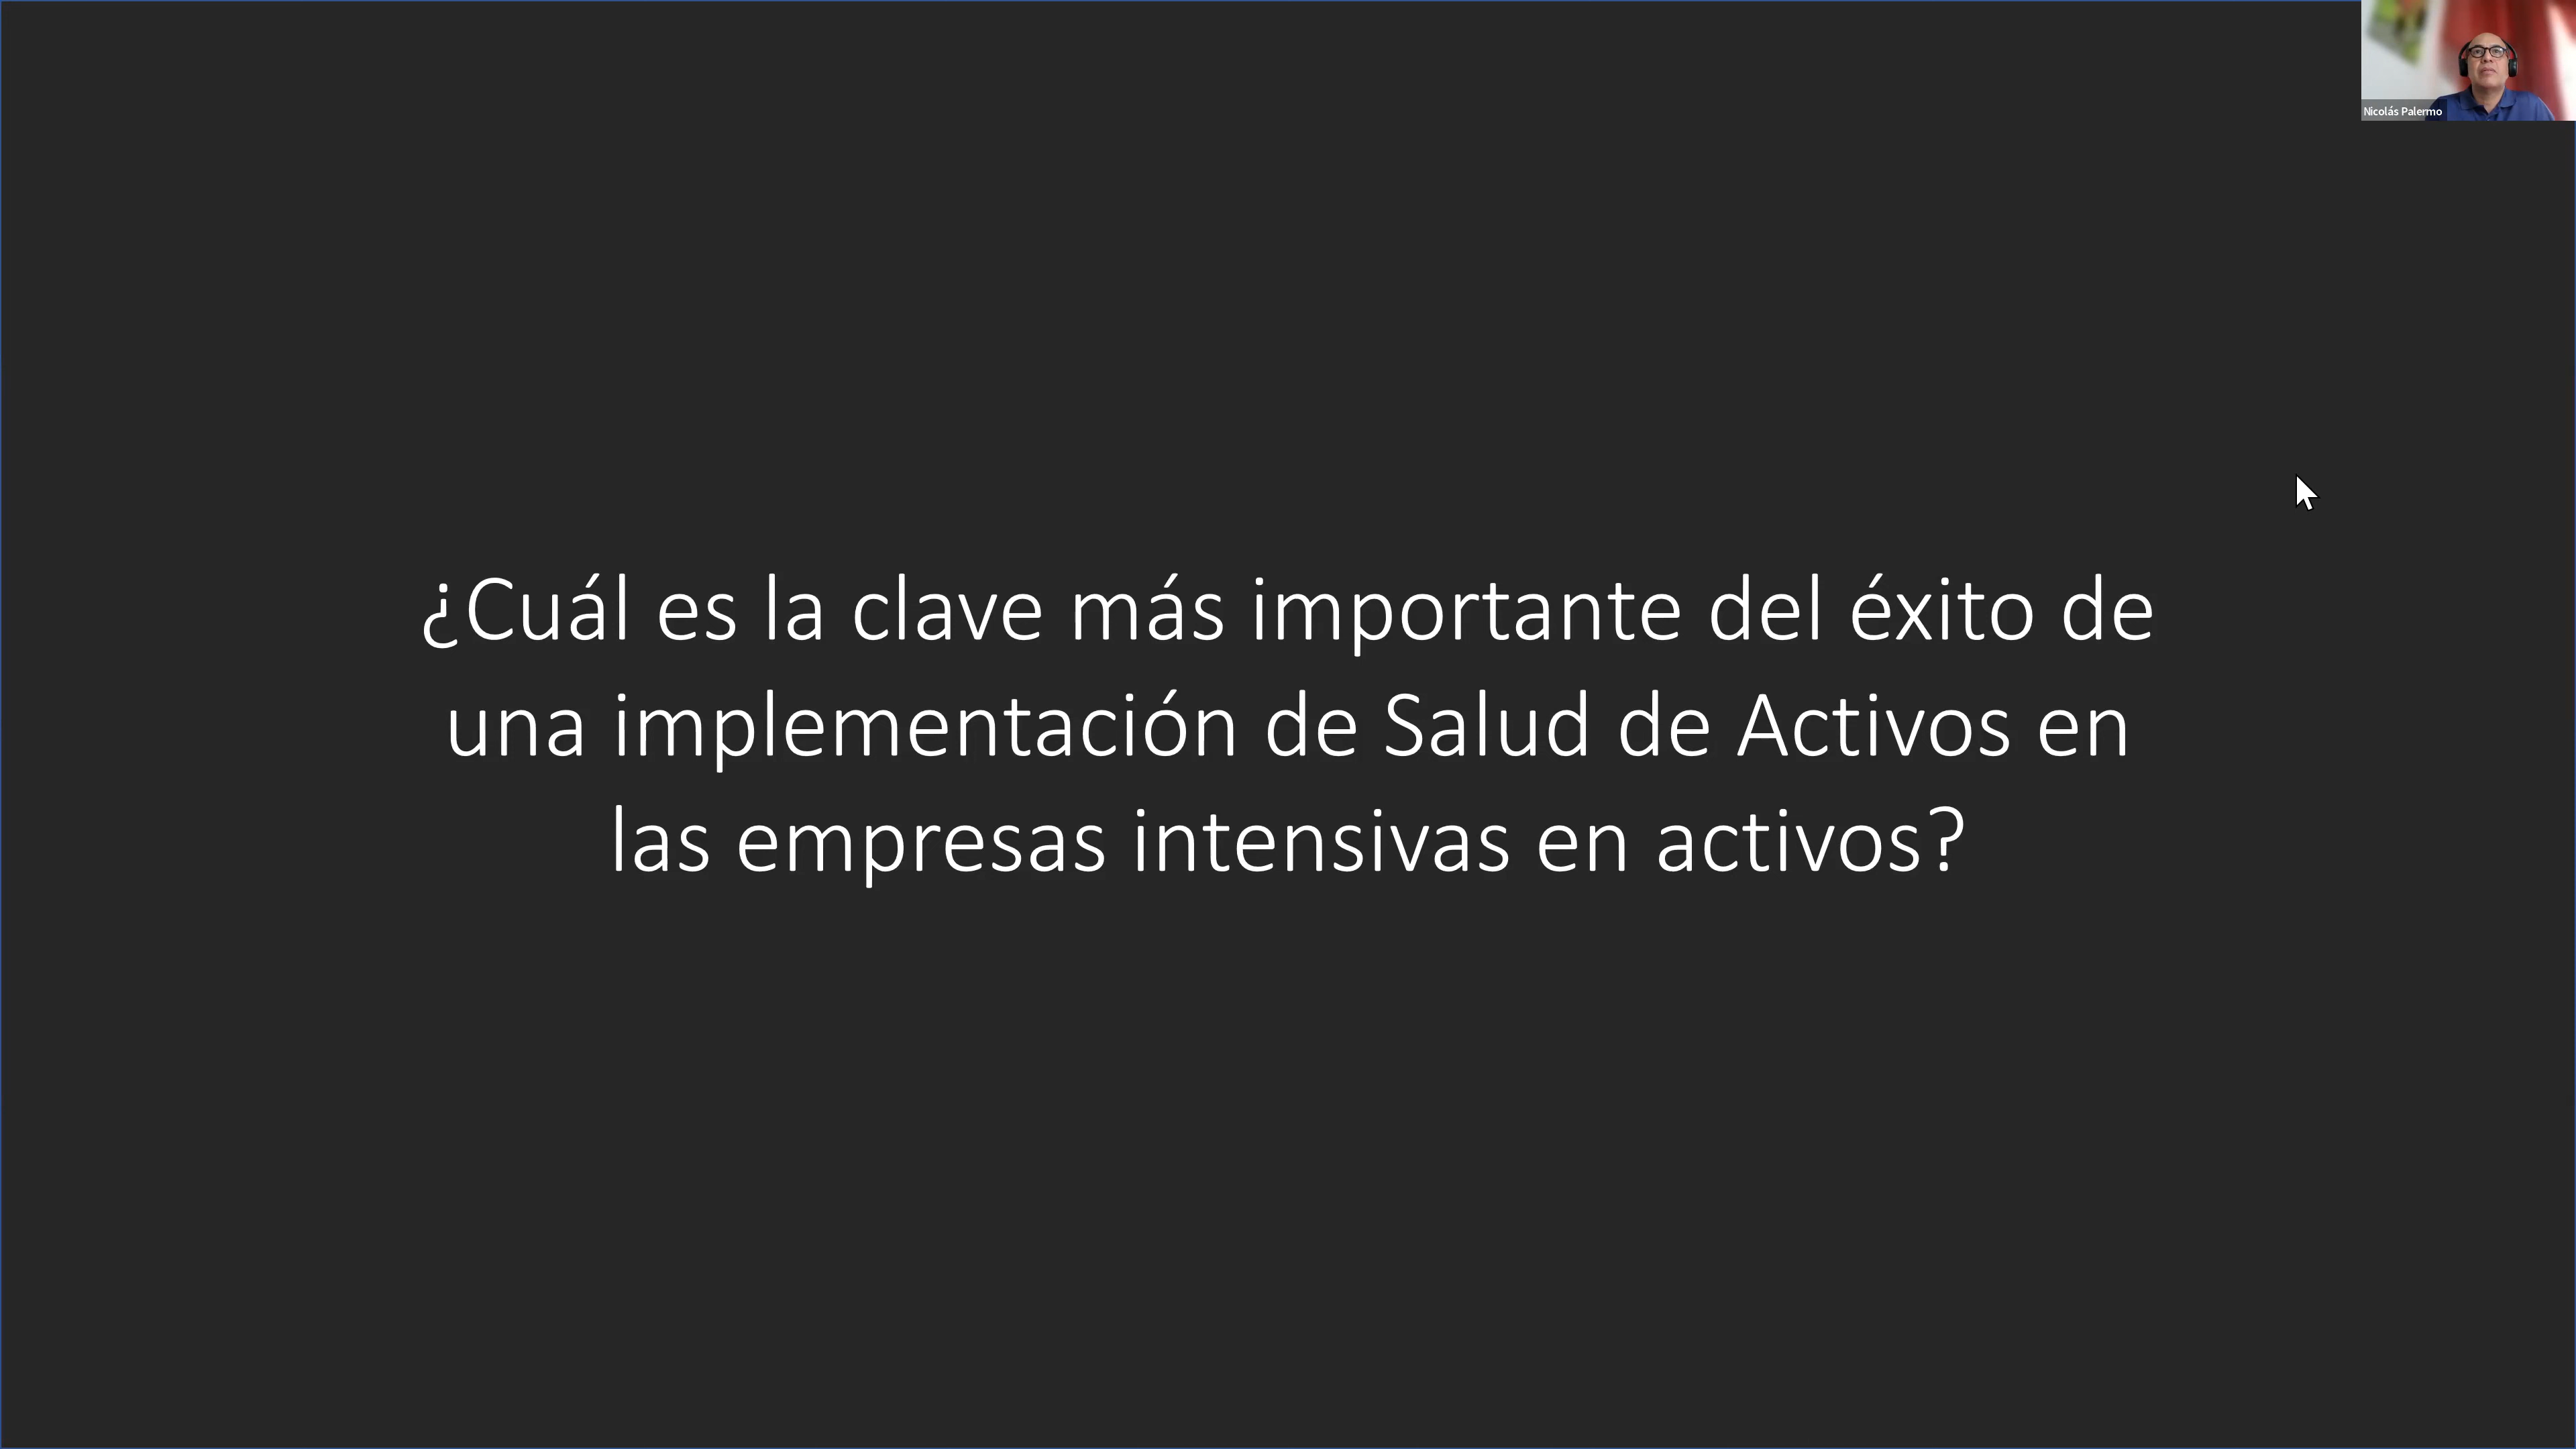 Nicolás Palermo
¿Cuál es la clave más importante del éxito de
una implementación de Salud de Activos en
las empresas intensivas en activos?